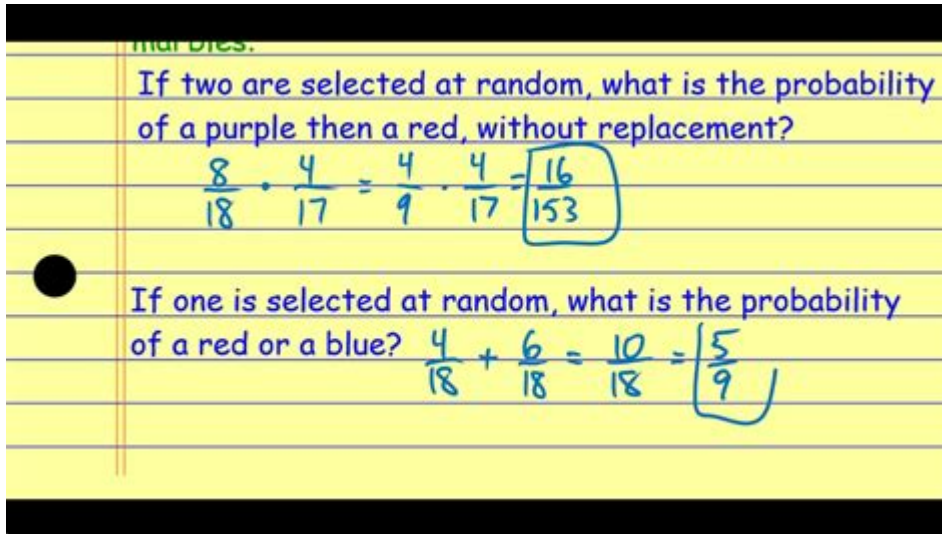 marbles.
If two are selected at random, what is the probability
of a purple then a red, without replacement?
8/18 · 4/17 = 4/9 · 4/17 = 16/153
If one is selected at random, what is the probability
of a red or a blue? 4/18 + 6/18 = 10/18 = 5/9